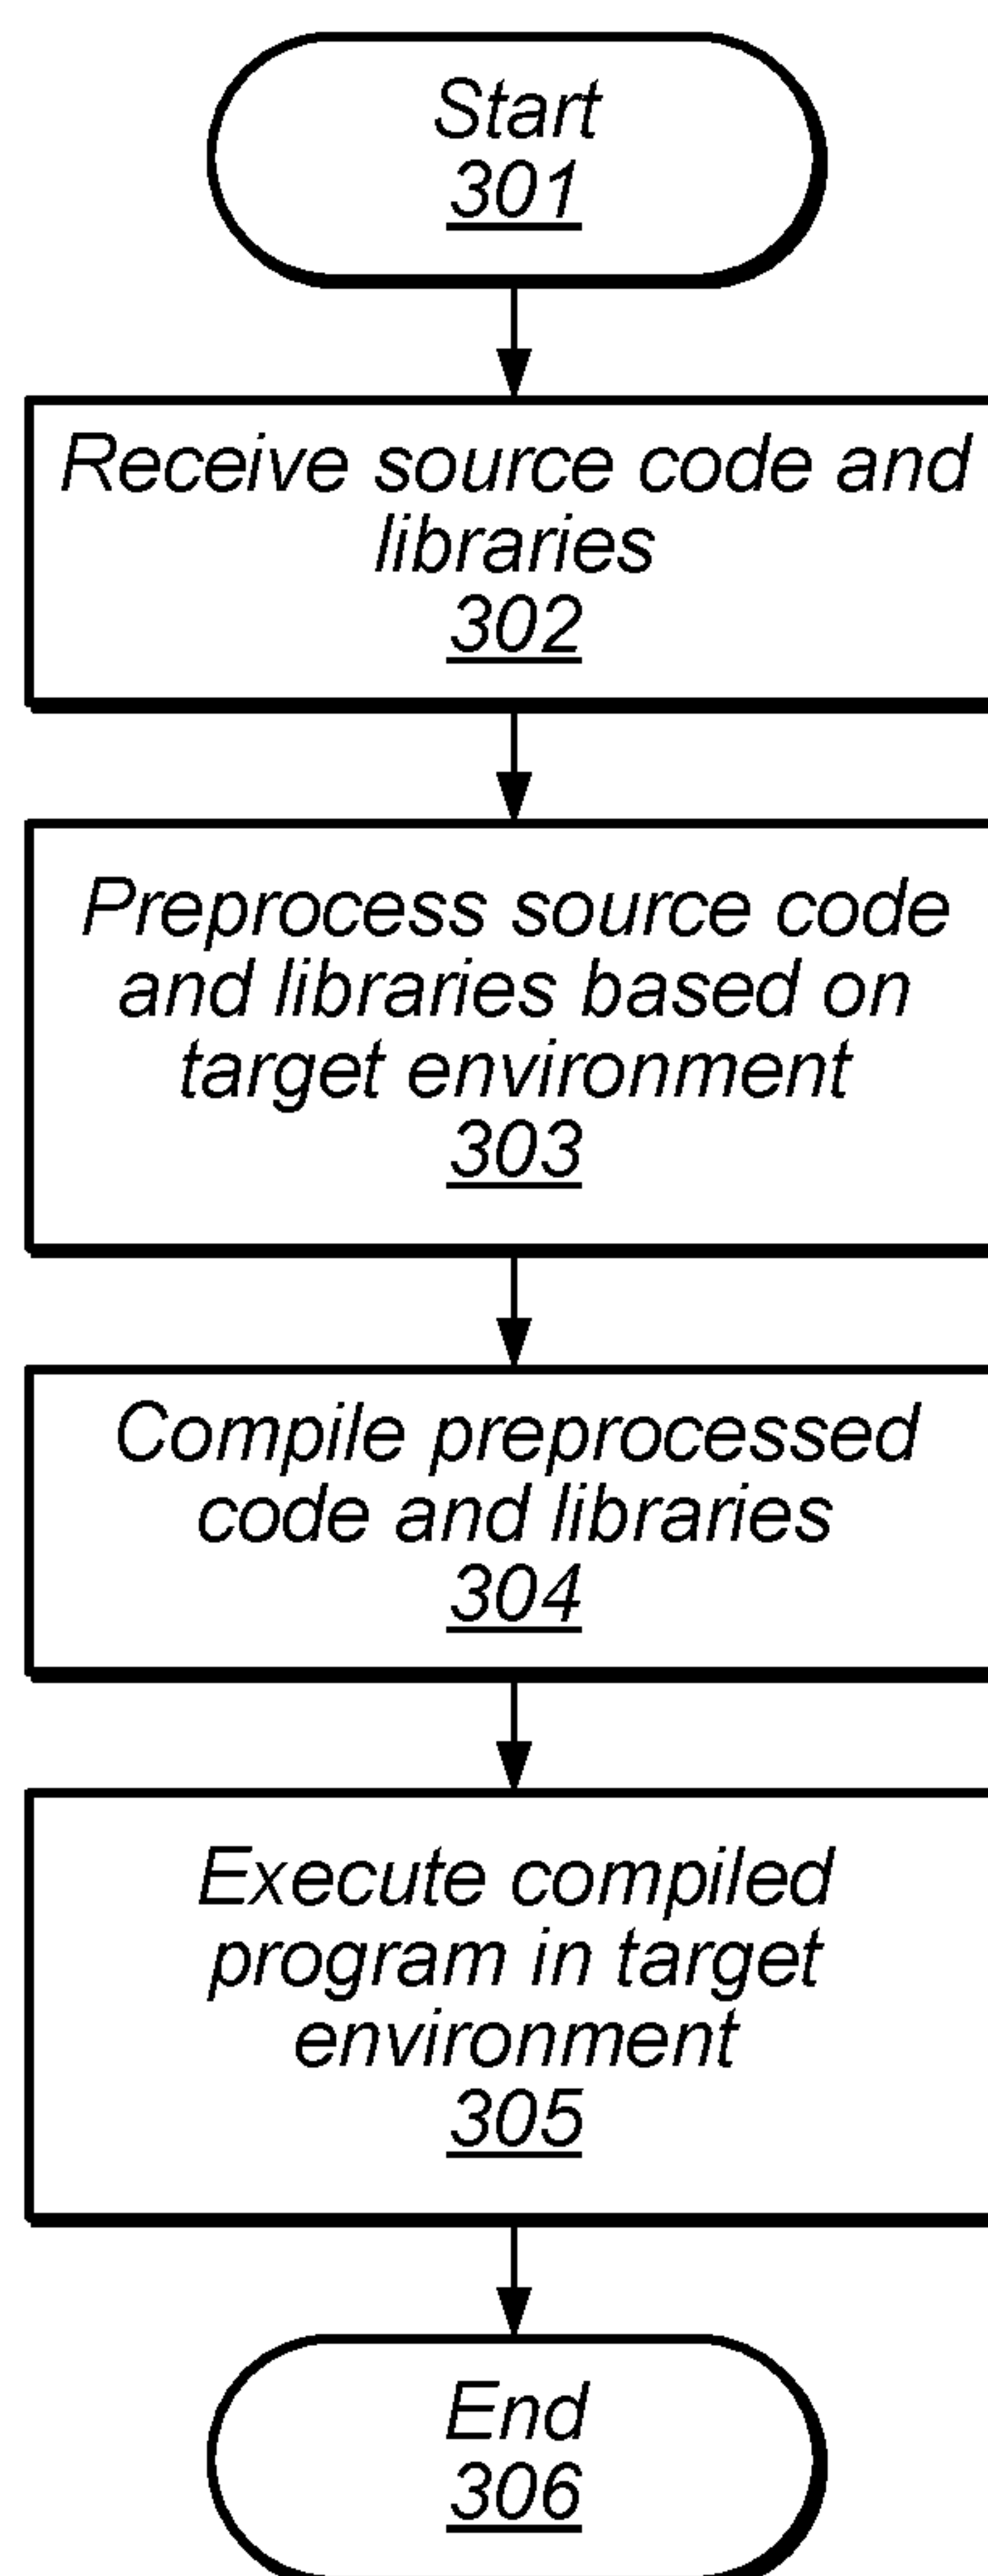 Start
301
Receive source code and
libraries
302
Preprocess source code
and libraries based on
target environment
303
Compile preprocessed
code and libraries
304
Execute compiled
program in target
environment
305
End
306